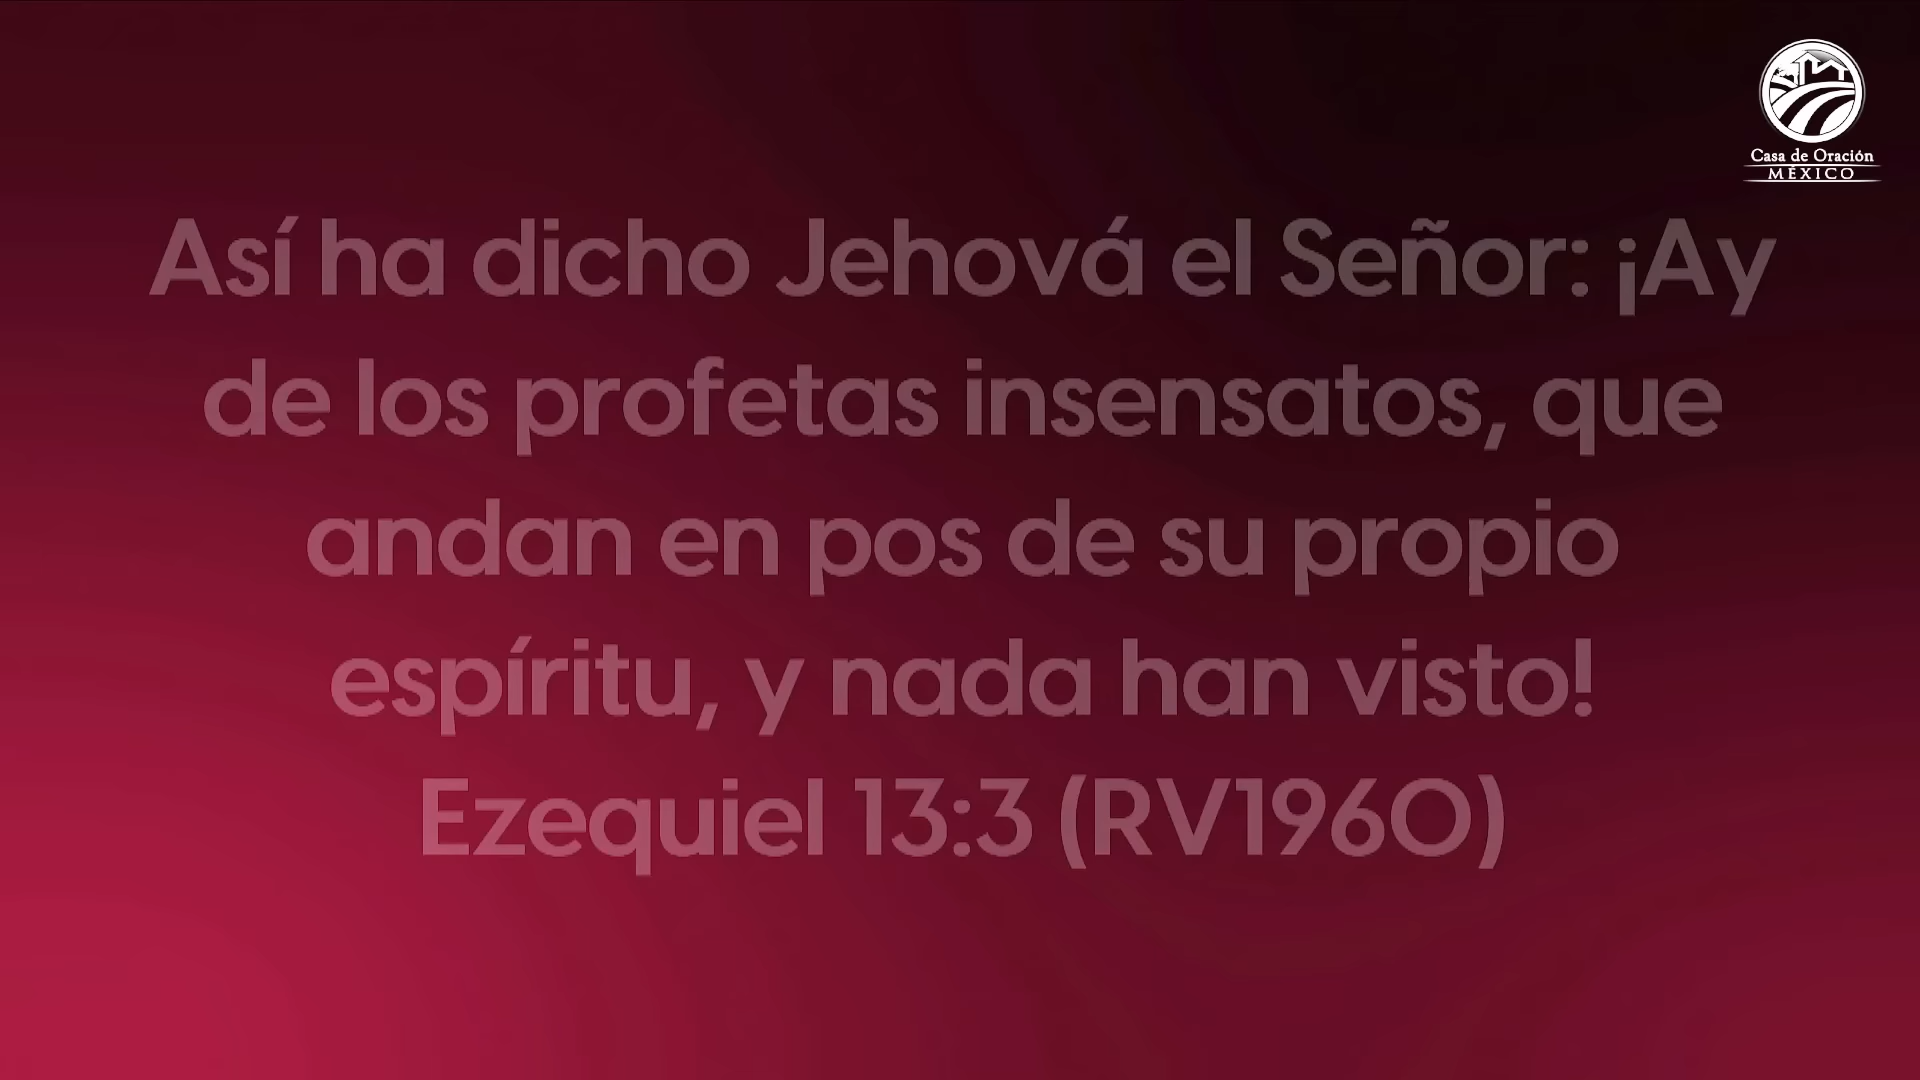 Casa de Oración
MÉXICO
Así ha dicho Jehová el Señor: ¡Ay
de los profetas insensatos, que
andan en pos de su propio
espíritu, y nada han visto!
Ezequiel 13:3 (RV1960)